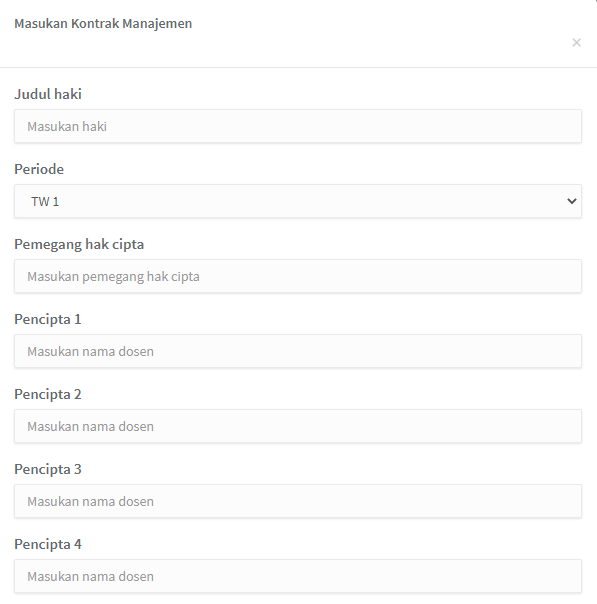 Masukan Kontrak Manajemen
×
Judul haki
Masukan haki
Periode
TW 1
Pemegang hak cipta
Masukan pemegang hak cipta
Pencipta 1
Masukan nama dosen
Pencipta 2
Masukan nama dosen
Pencipta 3
Masukan nama dosen
Pencipta 4
Masukan nama dosen